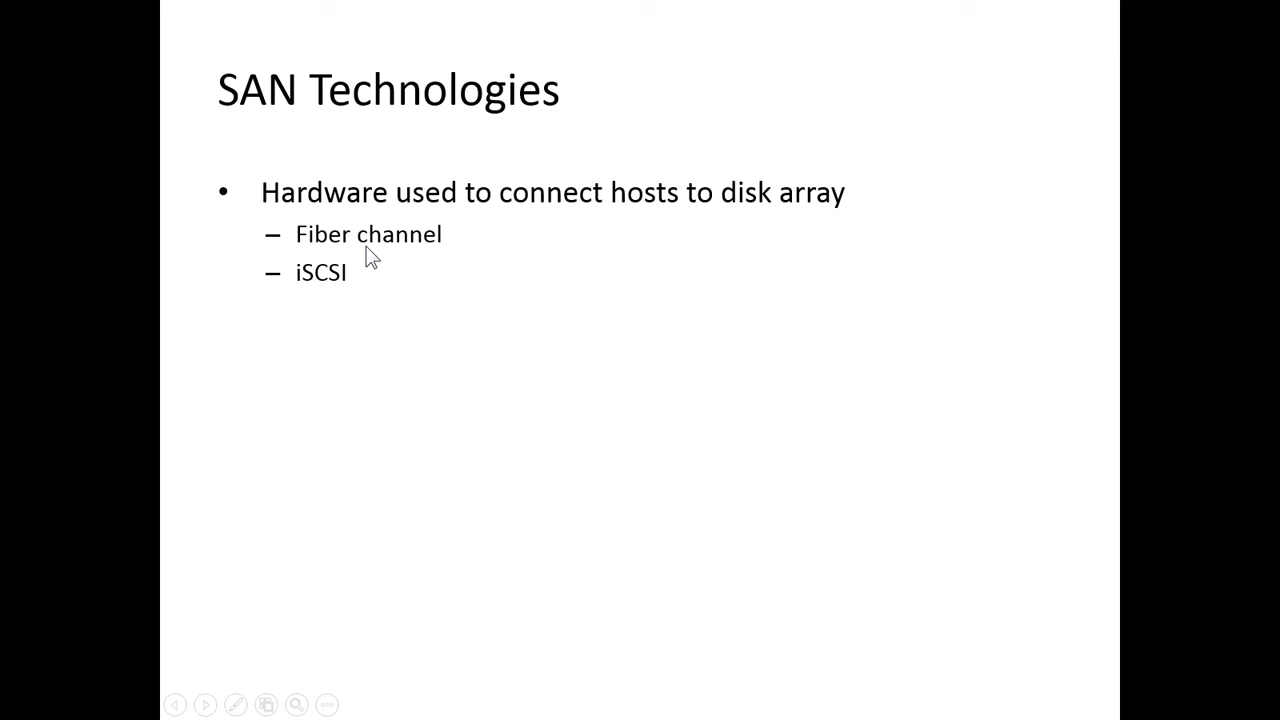 SAN Technologies
• Hardware used to connect hosts to disk array
– Fiber channel
– iSCSI